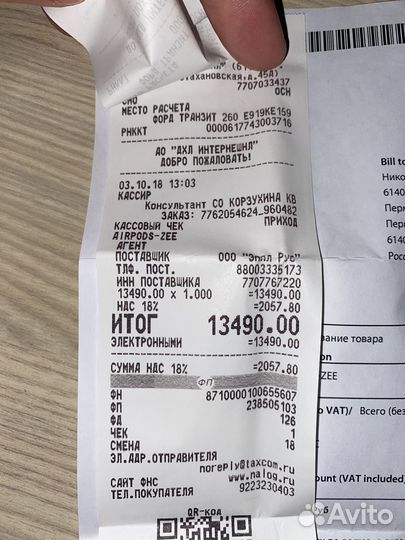 Стахановская,д.45А)
7707033437
СНО
ОСН
МЕСТО РАСЧЕТА
ФОРД ТРАНЗИТ 260 Е919КЕ159
РНККТ 0000617743003716
АО "ДХЛ ИНТЕРНЕШНЛ"
ДОБРО ПОЖАЛОВАТЬ!
03.10.18 13:03
КАССИР
Консультант СО КОРЗУХИНА КВ
ЗАКАЗ: 7762054624_960482
КАССОВЫЙ ЧЕК ПРИХОД
AIRPODS-ZEE
АГЕНТ
ПОСТАВЩИК ООО "Эппл Рус"
ТЛФ. ПОСТ. 88003335173
ИНН ПОСТАВЩИКА 7707767220
13490.00 x 1.000 =13490.00
НДС 18% =2057.80
ИТОГ 13490.00
ЭЛЕКТРОННЫМИ =13490.00
СУММА НДС 18% =2057.80
ФП
ФН 8710000100655607
ФП 238505103
ФД 126
ЧЕК 1
СМЕНА 18
ЭЛ.АДР.ОТПРАВИТЕЛЯ
noreply@taxcom.ru
САЙТ ФНС www.nalog.ru
ТЕЛ.ПОКУПАТЕЛЯ 9223230403
QR-код
Bill to
Нико
6140
Перм
Перм
6140
Росс
вание товара
on
ZEE
о VAT)/ Всего (без
ount (VAT included,
уб
Avito